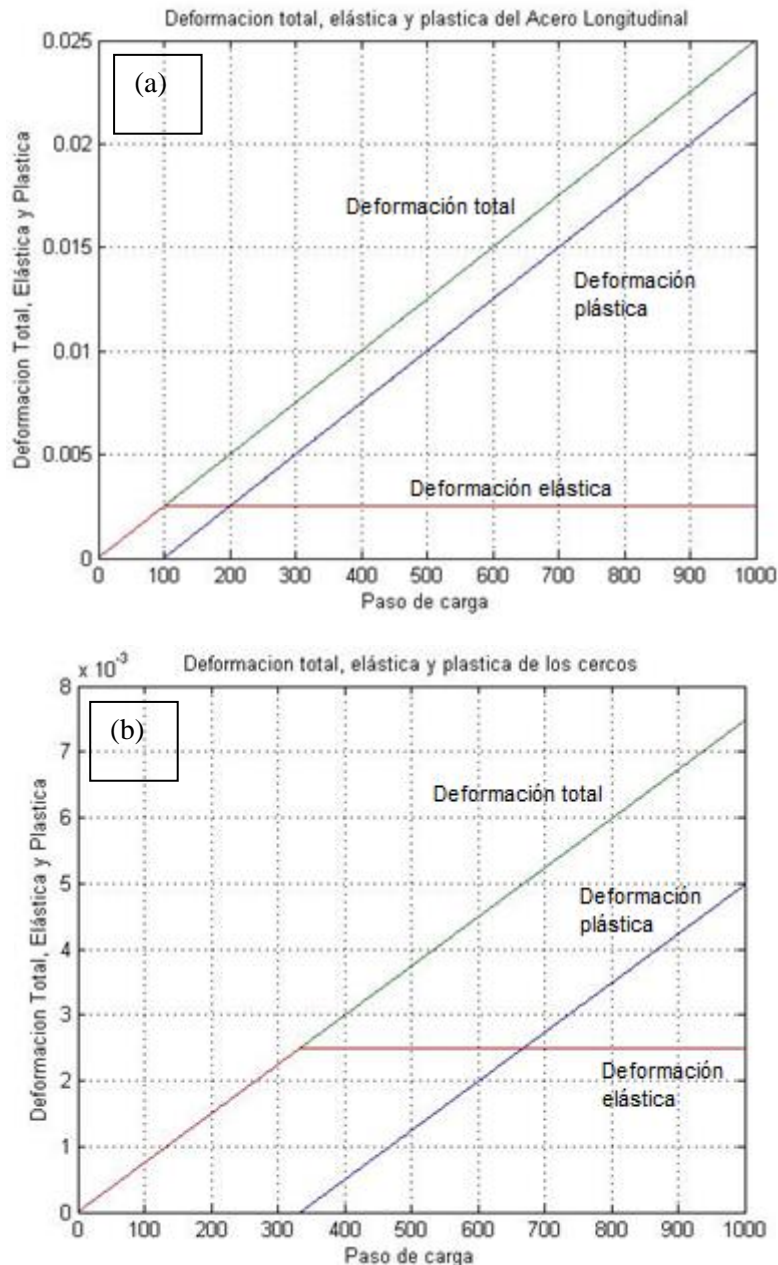 Deformacion total, elástica y plastica del Acero Longitudinal
(a)
0.025
0.02
0.015
0.01
0.005
0
Deformacion Total, Elástica y Plastica
Deformación total
Deformación
plástica
Deformación elástica
0 100 200 300 400 500 600 700 800 900 1000
Paso de carga
x 10-3
Deformacion total, elástica y plastica de los cercos
(b)
8
7
6
5
4
3
2
1
0
Deformacion Total, Elástica y Plastica
Deformación total
Deformación
plástica
Deformación
elástica
0 100 200 300 400 500 600 700 800 900 1000
Paso de carga